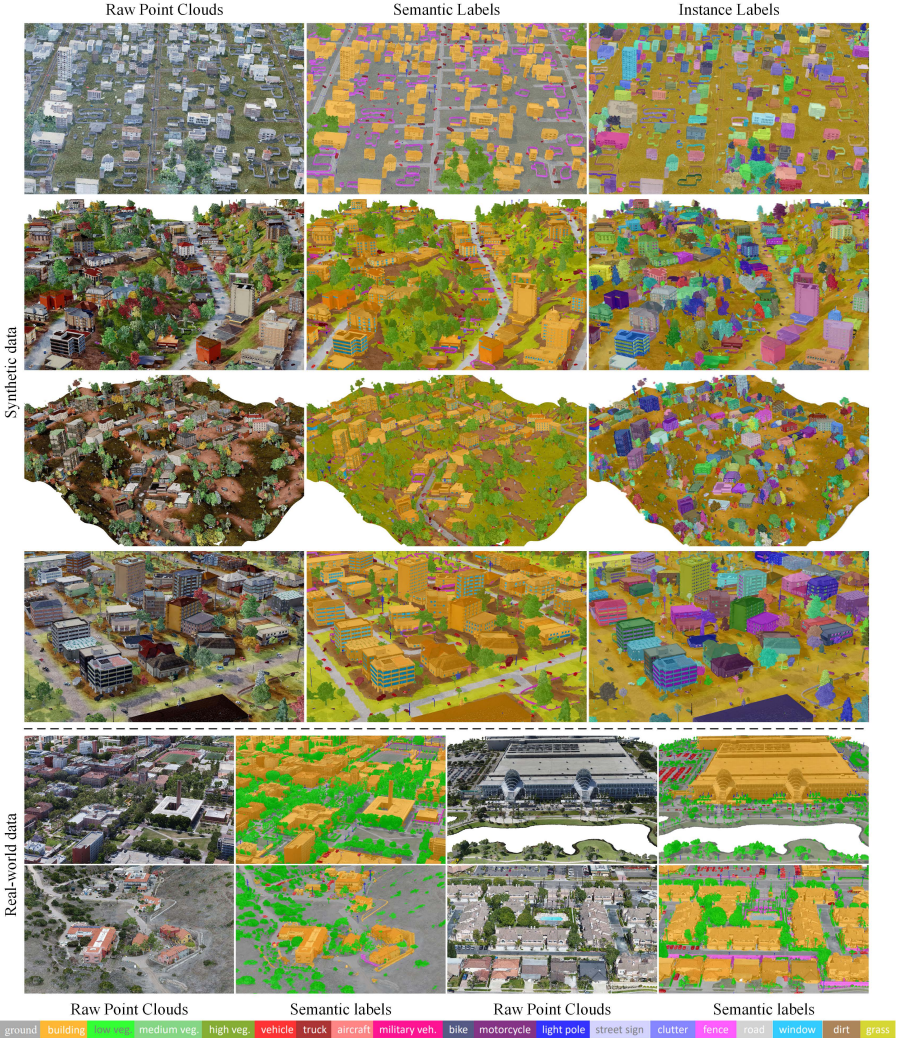 Raw Point Clouds Semantic Labels Instance Labels
Synthetic data
Real-world data
Raw Point Clouds Semantic labels Raw Point Clouds Semantic labels
ground building low veg. medium veg. high veg. vehicle truck aircraft military veh. bike motorcycle light pole street sign clutter fence road window dirt grass